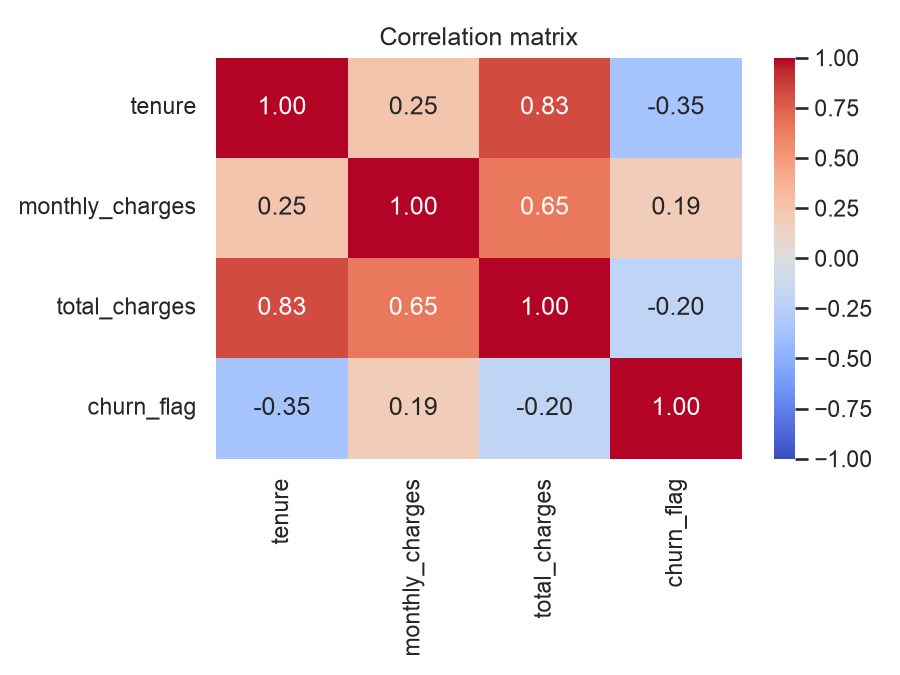 Correlation matrix
tenure 1.00 0.25 0.83 -0.35
monthly_charges 0.25 1.00 0.65 0.19
total_charges 0.83 0.65 1.00 -0.20
churn_flag -0.35 0.19 -0.20 1.00
tenure
monthly_charges
total_charges
churn_flag
1.00
0.75
0.50
0.25
0.00
−0.25
−0.50
−0.75
−1.00